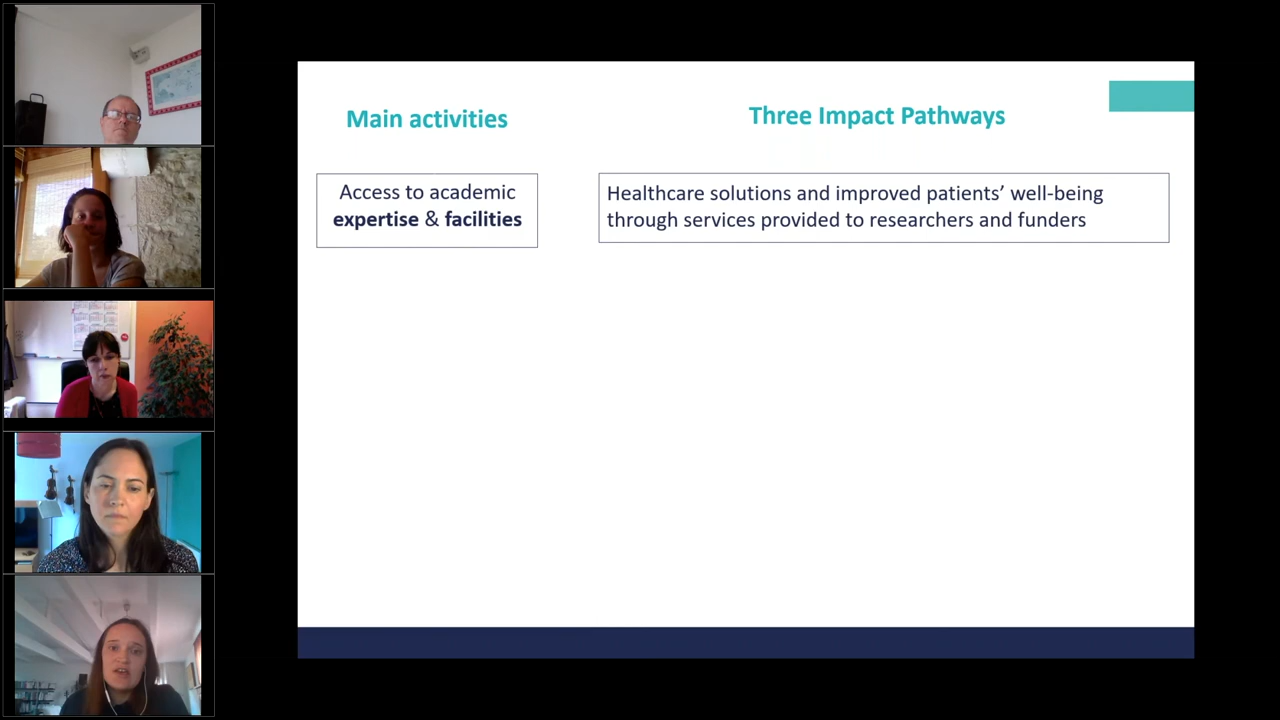 Main activities
Three Impact Pathways
Access to academic
expertise & facilities
Healthcare solutions and improved patients’ well-being
through services provided to researchers and funders